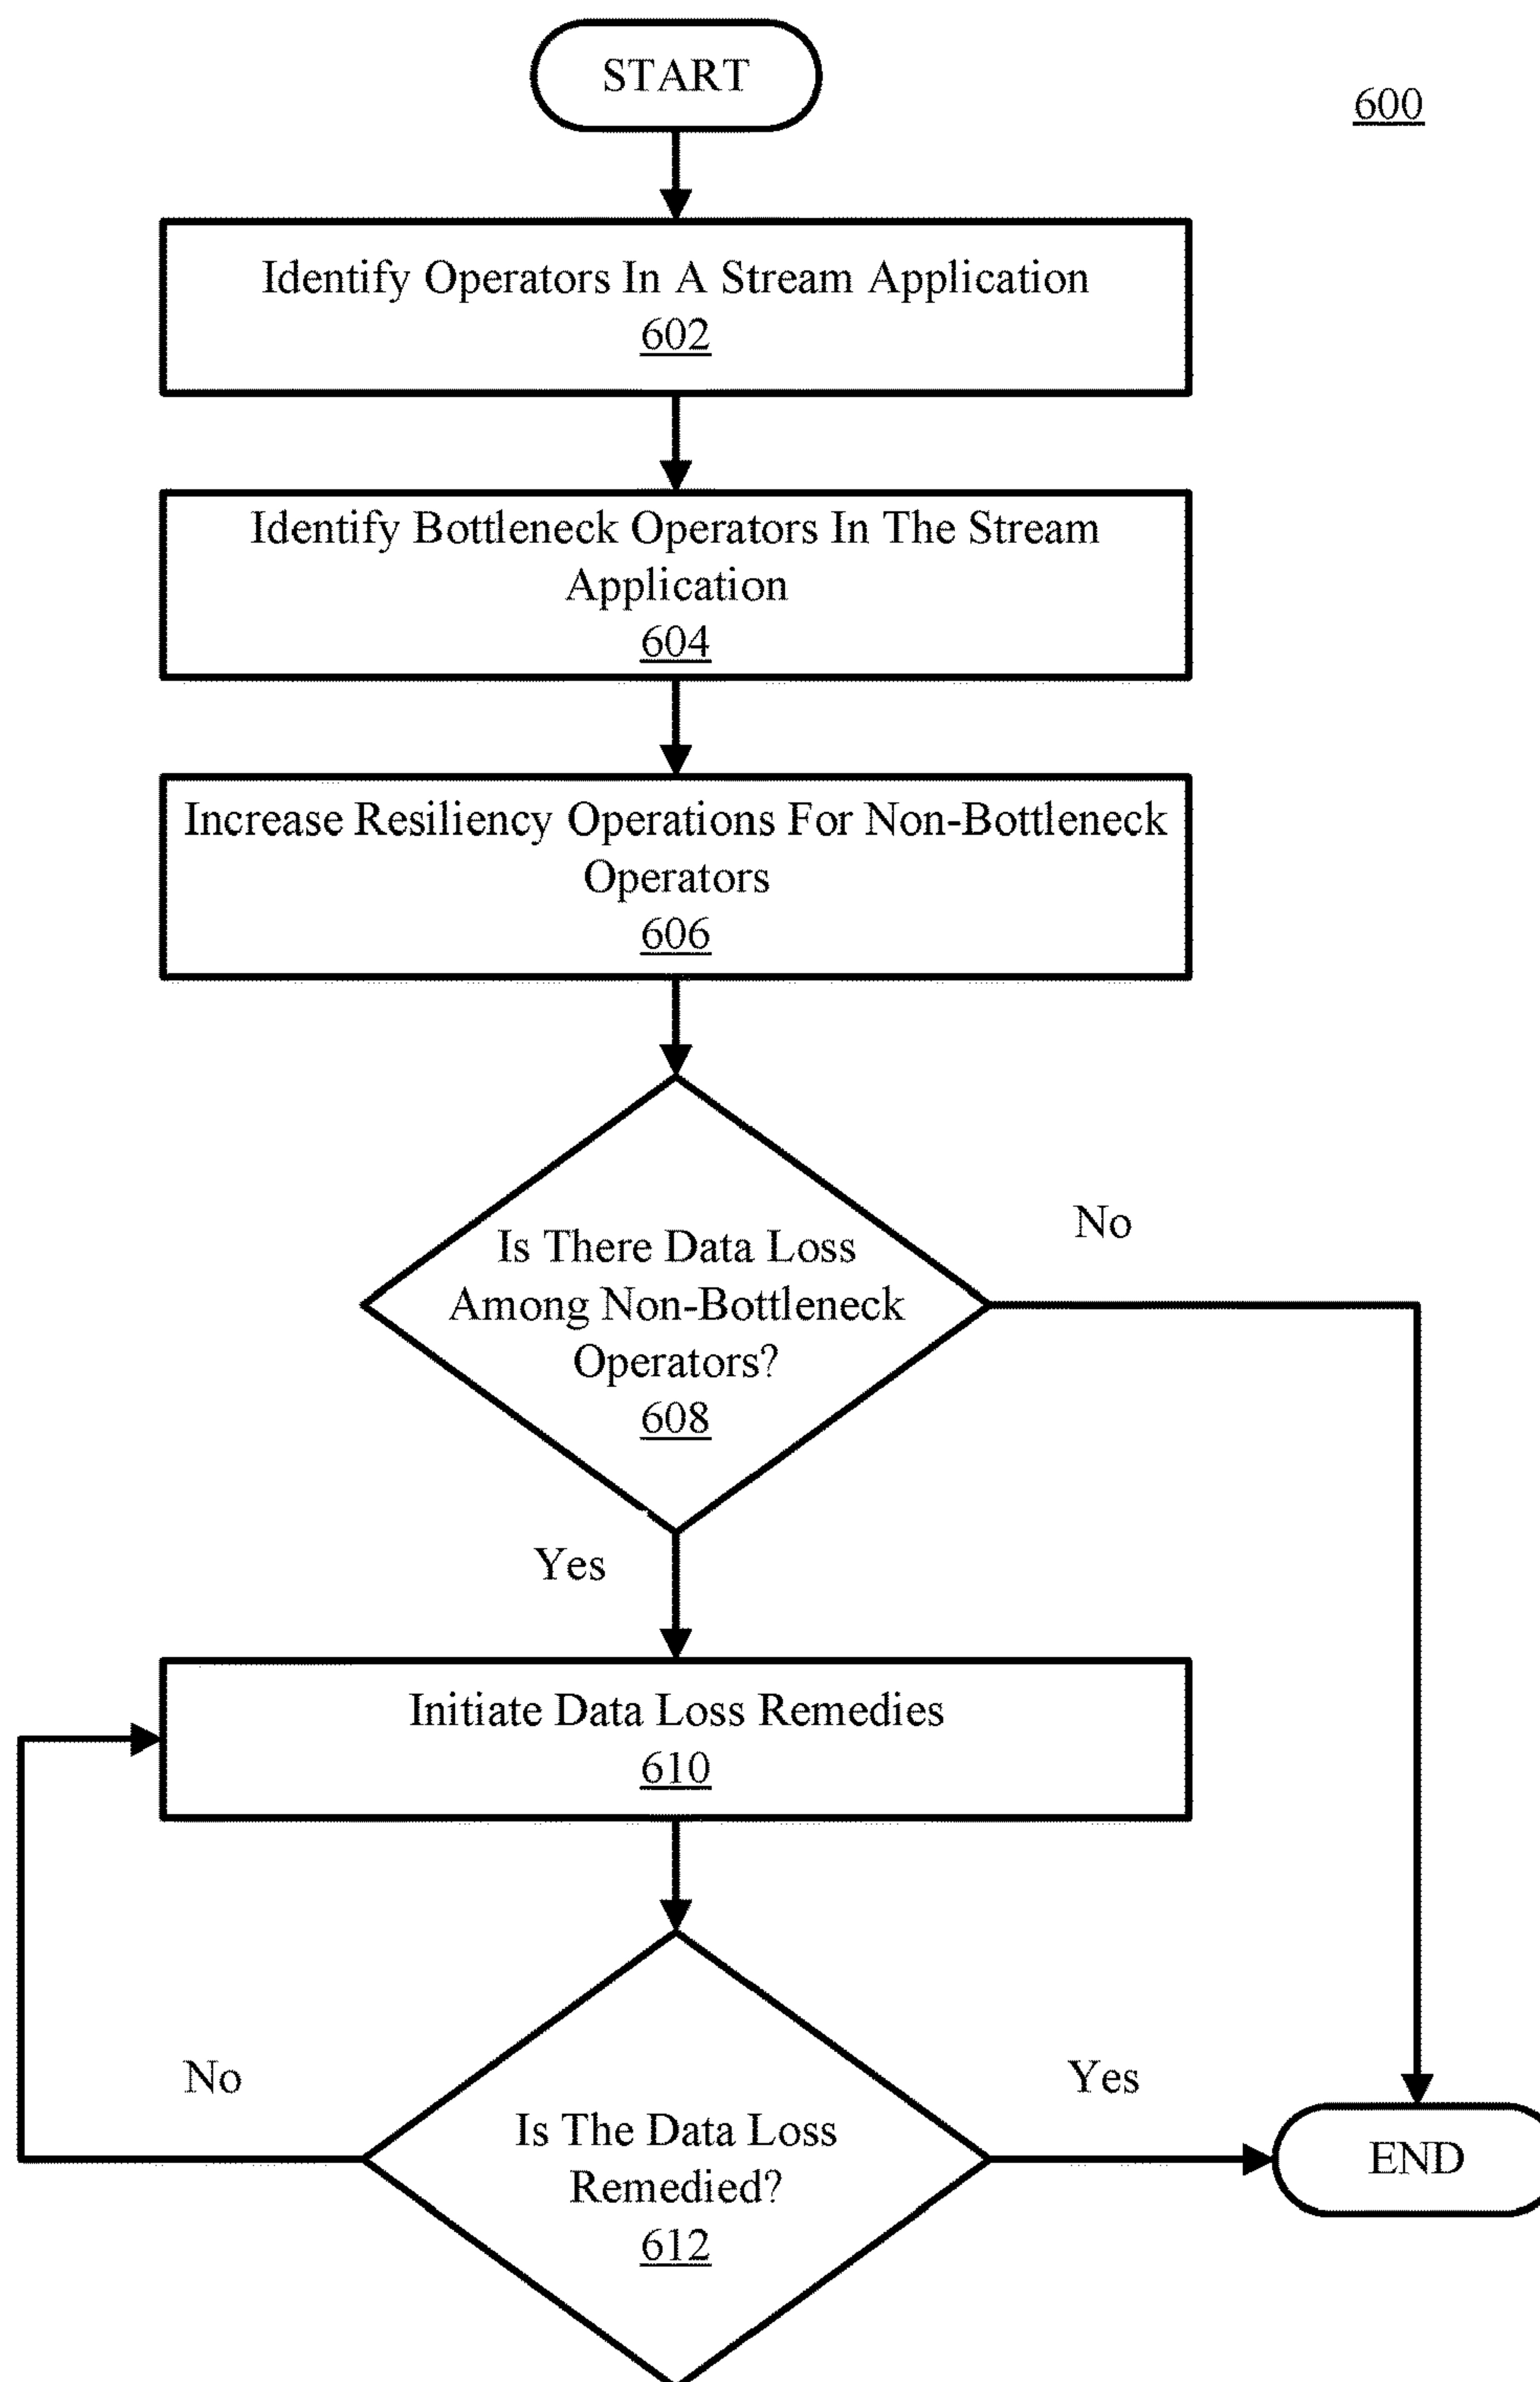 START
600
Identify Operators In A Stream Application
602
Identify Bottleneck Operators In The Stream
Application
604
Increase Resiliency Operations For Non-Bottleneck
Operators
606
Is There Data Loss
Among Non-Bottleneck
Operators?
608
No
Yes
Initiate Data Loss Remedies
610
No
Yes
Is The Data Loss
Remedied?
612
END